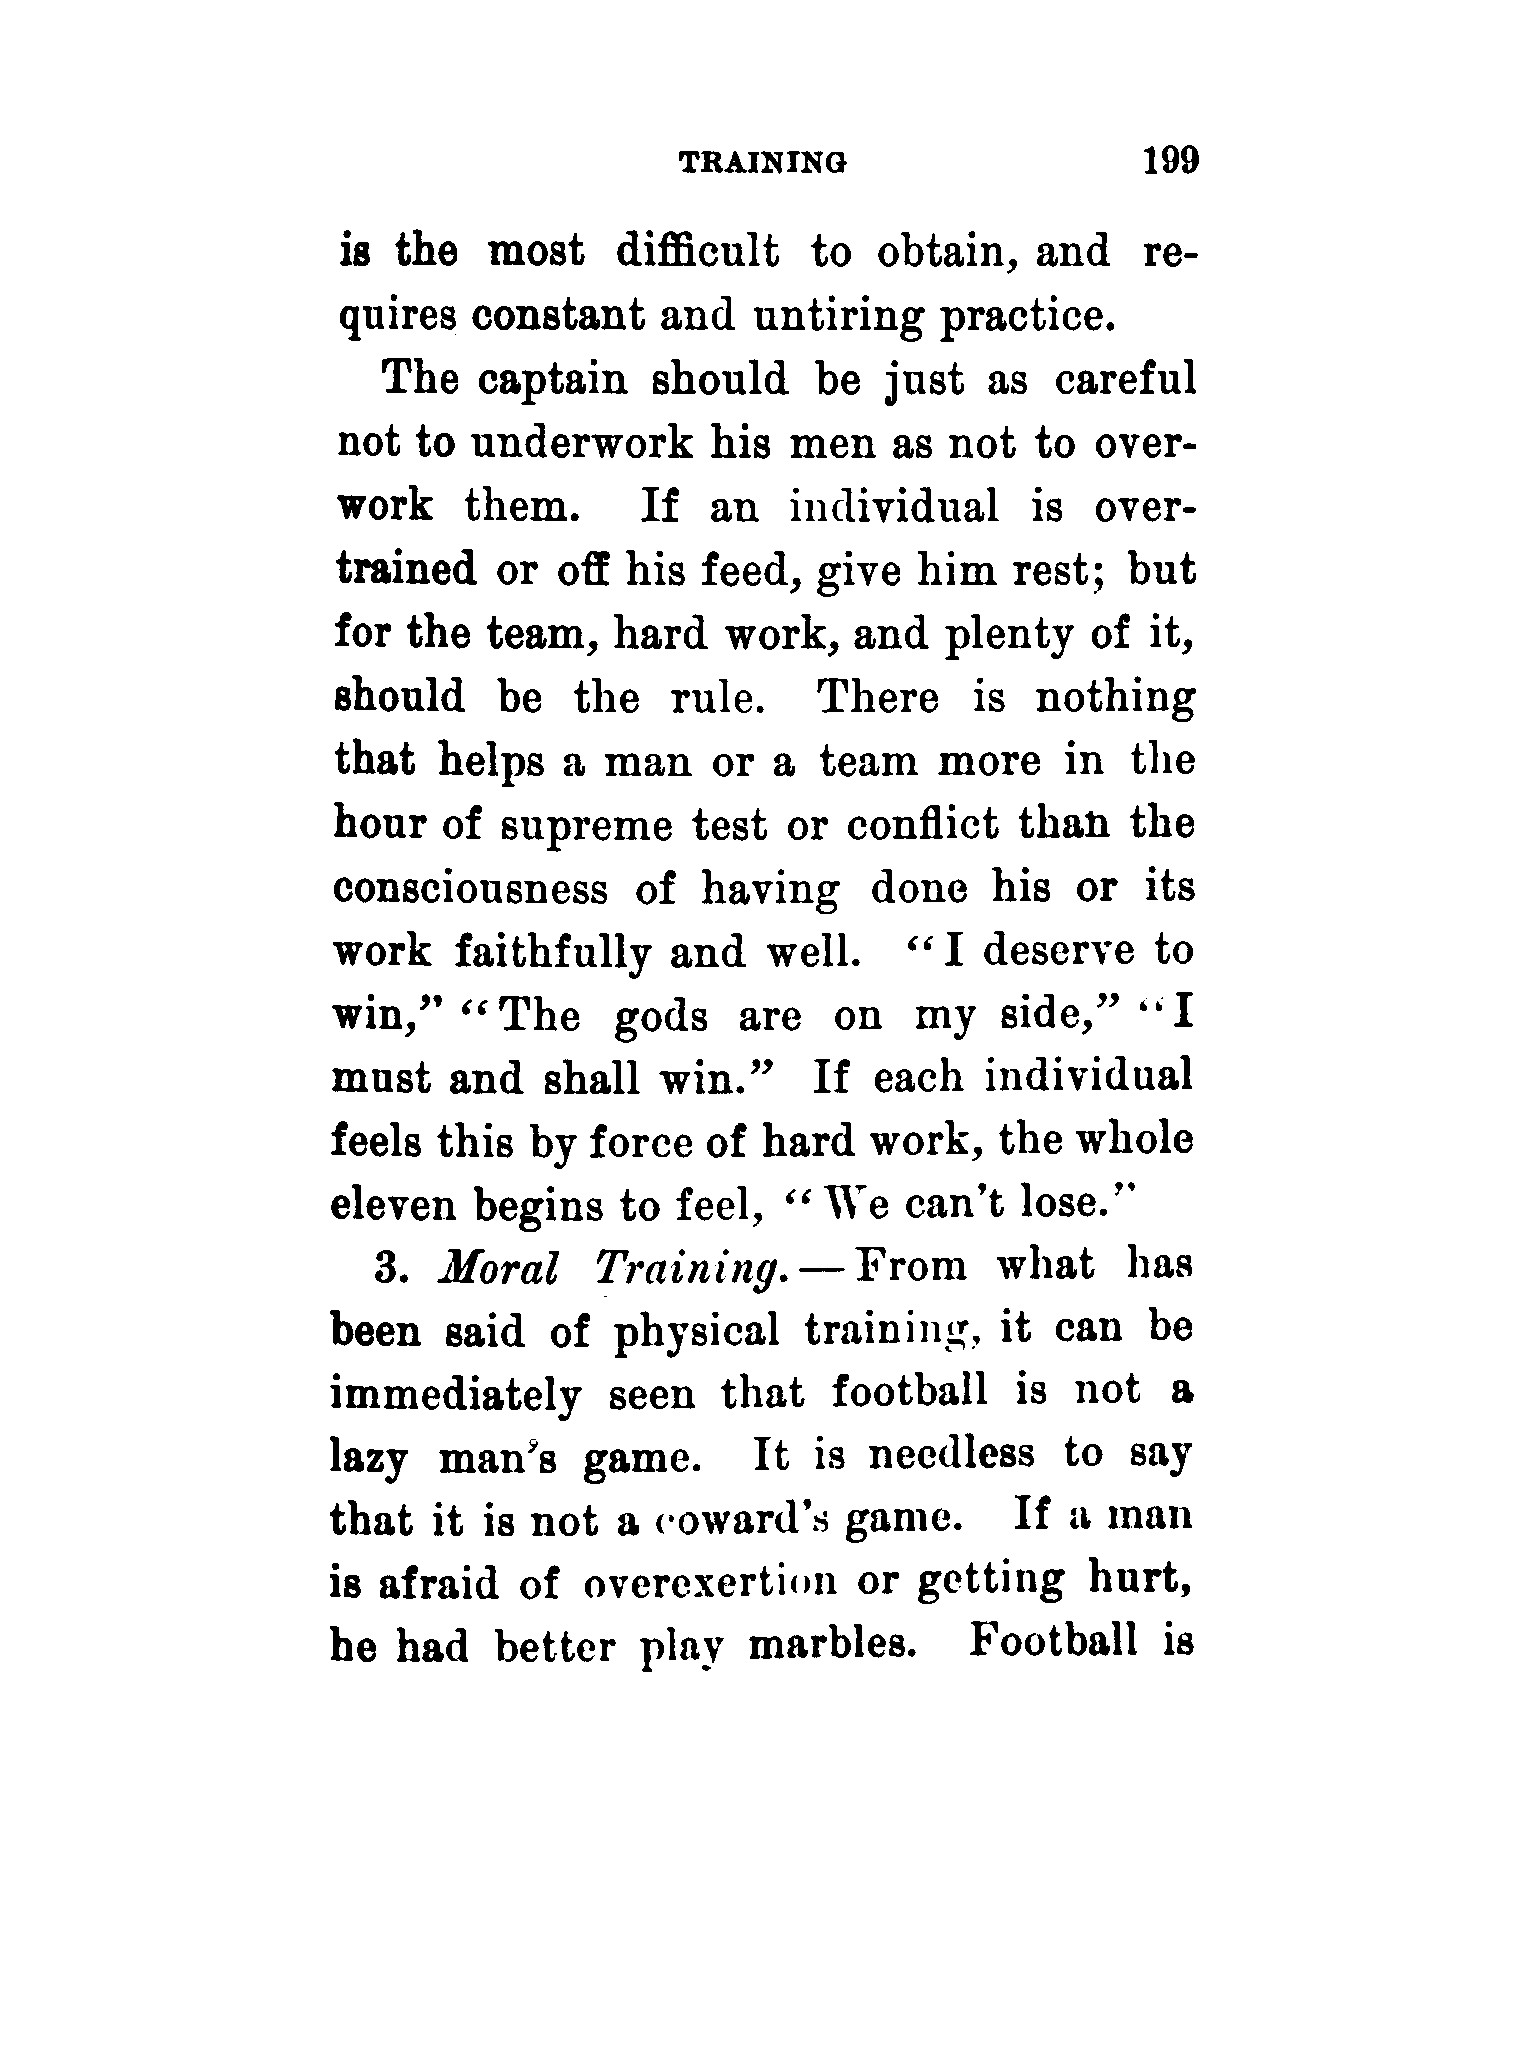 TRAINING 199
is the most difficult to obtain, and re-
quires constant and untiring practice.
The captain should be just as careful
not to underwork his men as not to over-
work them. If an individual is over-
trained or off his feed, give him rest; but
for the team, hard work, and plenty of it,
should be the rule. There is nothing
that helps a man or a team more in the
hour of supreme test or conflict than the
consciousness of having done his or its
work faithfully and well. “I deserve to
win,” “The gods are on my side,” “I
must and shall win.” If each individual
feels this by force of hard work, the whole
eleven begins to feel, “We can't lose.”
3. Moral Training.—From what has
been said of physical training, it can be
immediately seen that football is not a
lazy man's game. It is needless to say
that it is not a coward's game. If a man
is afraid of overexertion or getting hurt,
he had better play marbles. Football is